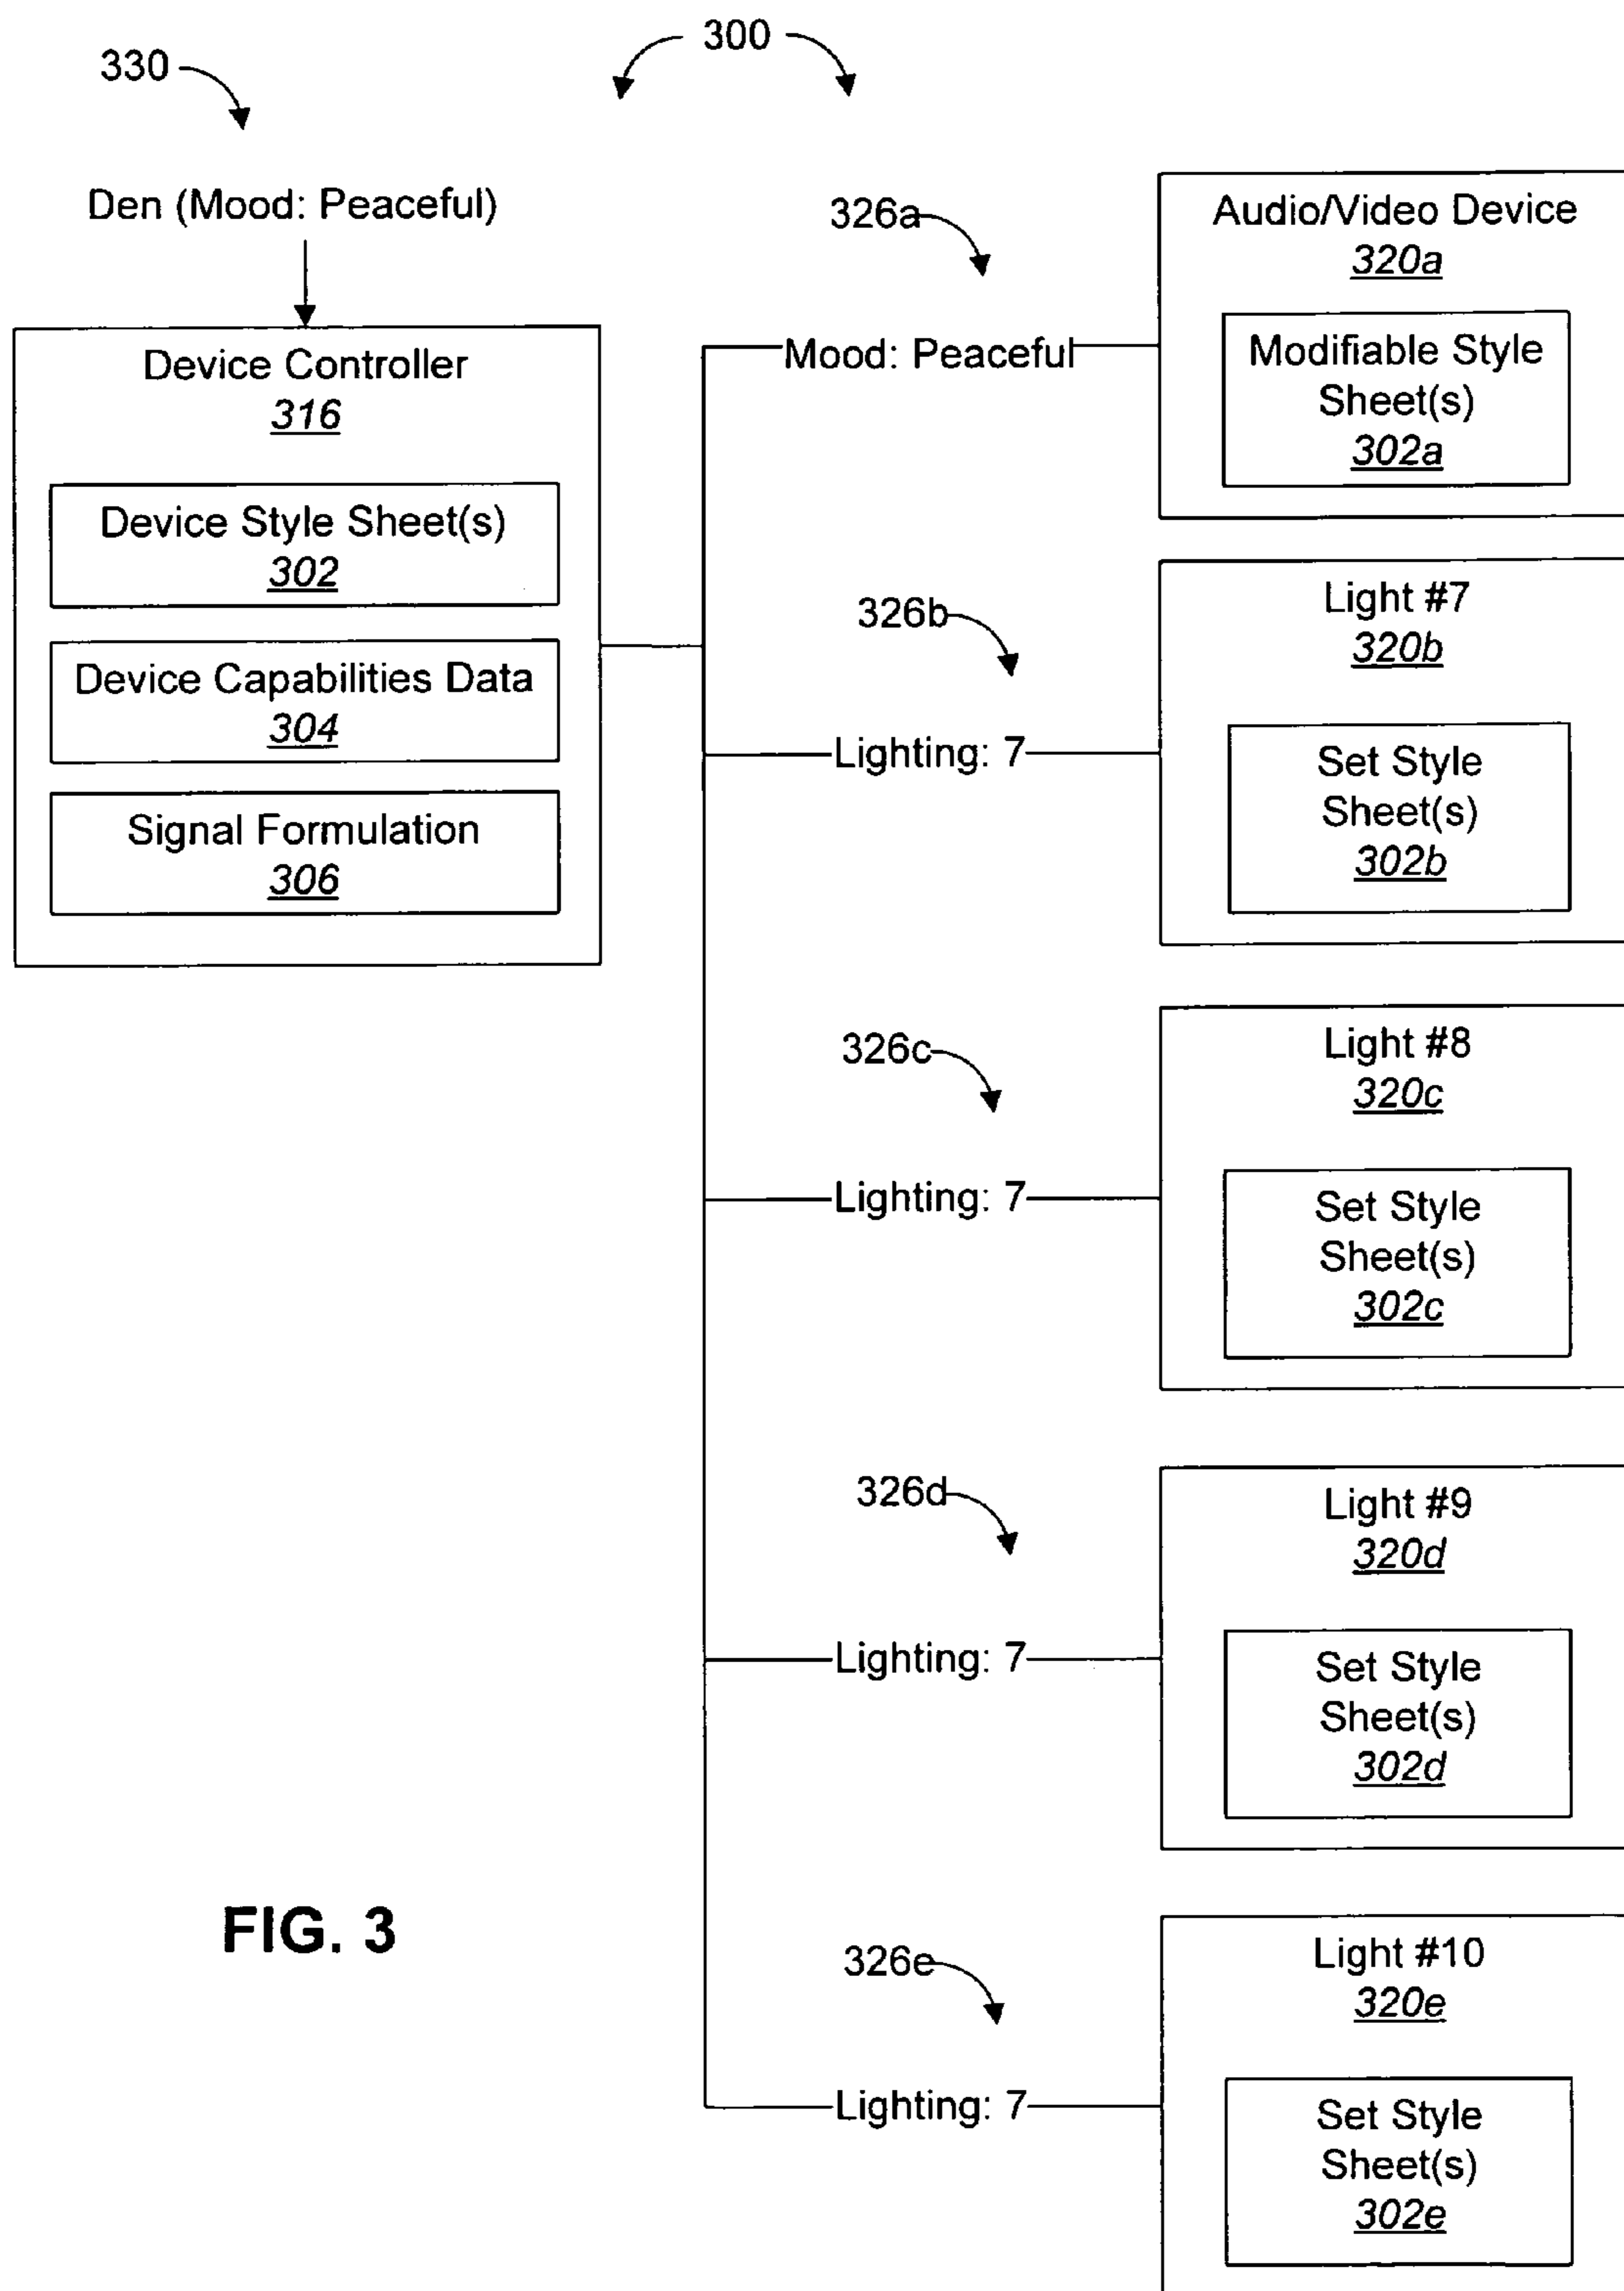 300
330
Den (Mood: Peaceful)
Device Controller
316
Device Style Sheet(s)
302
Device Capabilities Data
304
Signal Formulation
306
326a
Mood: Peaceful
Audio/Video Device
320a
Modifiable Style
Sheet(s)
302a
326b
Lighting: 7
Light #7
320b
Set Style
Sheet(s)
302b
326c
Lighting: 7
Light #8
320c
Set Style
Sheet(s)
302c
326d
Lighting: 7
Light #9
320d
Set Style
Sheet(s)
302d
326e
Lighting: 7
Light #10
320e
Set Style
Sheet(s)
302e
FIG. 3